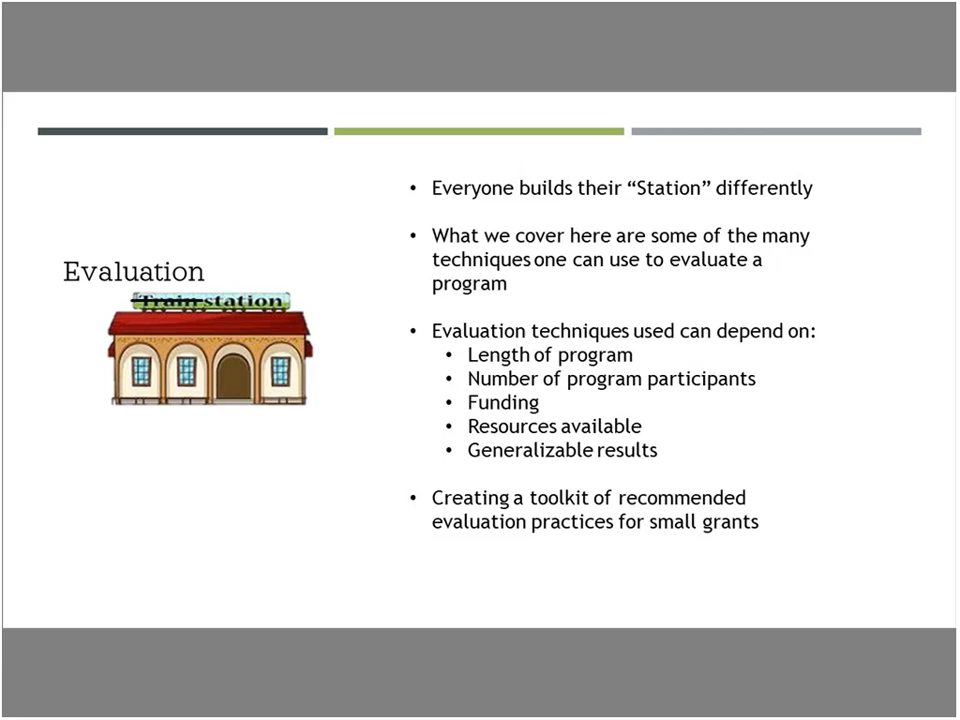 Evaluation
Train station
• Everyone builds their “Station” differently
• What we cover here are some of the many
techniques one can use to evaluate a
program
• Evaluation techniques used can depend on:
• Length of program
• Number of program participants
• Funding
• Resources available
• Generalizable results
• Creating a toolkit of recommended
evaluation practices for small grants